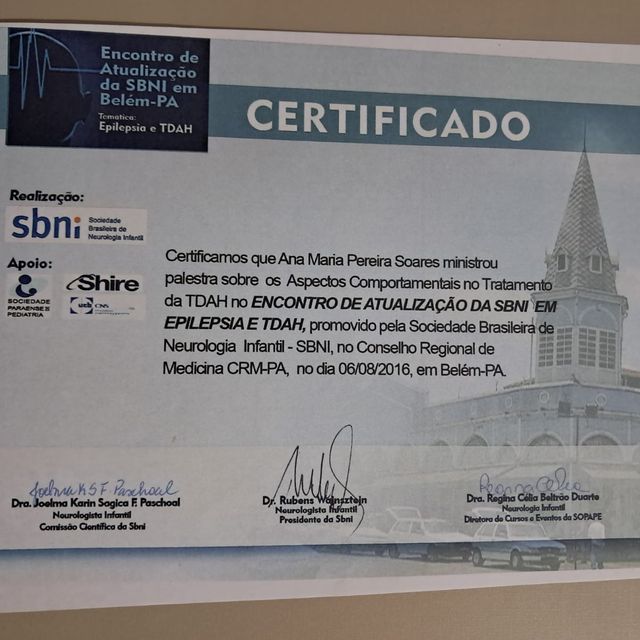 Encontro de
Atualização
da SBNI em
Belém-PA
Tematica:
Epilepsia e TDAH
CERTIFICADO
Realização:
sbni Sociedade
Brasileira de
Neurologia Infantil
Apoio:
SOCIEDADE
PARAENSE DE
PEDIATRIA
Shire
ucb CNS
Certificamos que Ana Maria Pereira Soares ministrou
palestra sobre os Aspectos Comportamentais no Tratamento
da TDAH no ENCONTRO DE ATUALIZAÇÃO DA SBNI EM
EPILEPSIA E TDAH, promovido pela Sociedade Brasileira de
Neurologia Infantil - SBNI, no Conselho Regional de
Medicina CRM-PA, no dia 06/08/2016, em Belém-PA.
Joelma K S F. Paschoal
Dra. Joelma Karin Sagica F. Paschoal
Neurologista Infantil
Comissão Científica da Sbni
Dr. Rubens Wajnsztejn
Neurologista Infantil
Presidente da Sbni
Dra. Regina Célia Beltrão Duarte
Neurologia Infantil
Diretora de Cursos e Eventos da SOPAPE